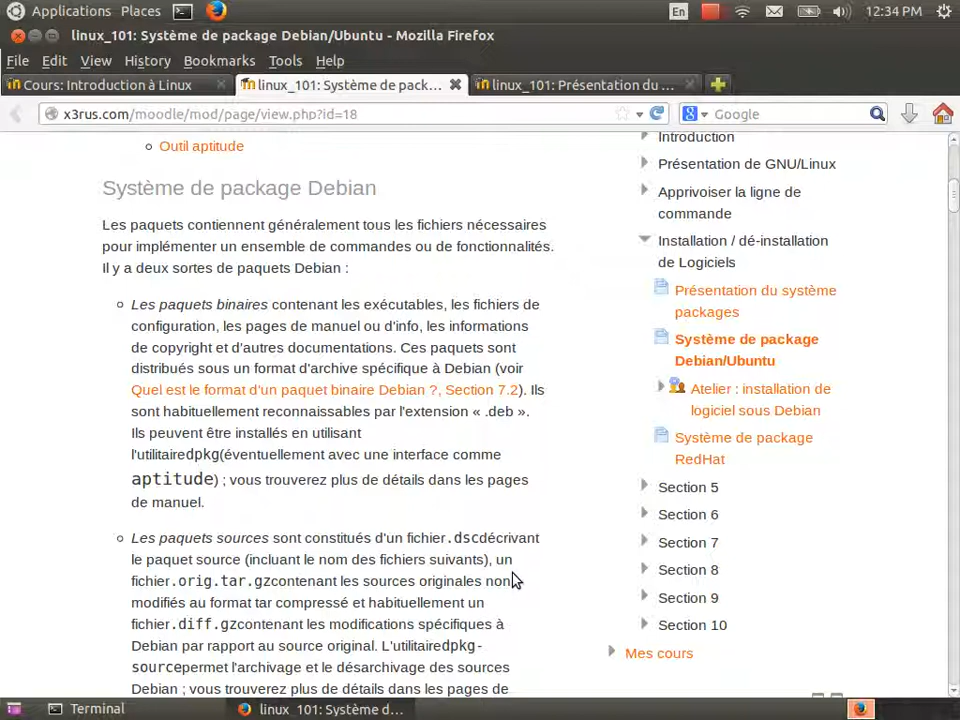 Applications Places En 12:34 PM
linux_101: Système de package Debian/Ubuntu - Mozilla Firefox
File Edit View History Bookmarks Tools Help
Cours: Introduction à Linux linux_101: Système de pack... linux_101: Présentation du ...
x3rus.com/moodle/mod/page/view.php?id=18 Google
Outil aptitude
Système de package Debian
Les paquets contiennent généralement tous les fichiers nécessaires
pour implémenter un ensemble de commandes ou de fonctionnalités.
Il y a deux sortes de paquets Debian :
Les paquets binaires contenant les exécutables, les fichiers de
configuration, les pages de manuel ou d'info, les informations
de copyright et d'autres documentations. Ces paquets sont
distribués sous un format d'archive spécifique à Debian (voir
Quel est le format d'un paquet binaire Debian ?, Section 7.2). Ils
sont habituellement reconnaissables par l'extension « .deb ».
Ils peuvent être installés en utilisant
l'utilitairedpkg(éventuellement avec une interface comme
aptitude) ; vous trouverez plus de détails dans les pages
de manuel.
Les paquets sources sont constitués d'un fichier.dscdécrivant
le paquet source (incluant le nom des fichiers suivants), un
fichier.orig.tar.gzcontenant les sources originales non
modifiés au format tar compressé et habituellement un
fichier.diff.gzcontenant les modifications spécifiques à
Debian par rapport au source original. L'utilitairedpkg-
sourcepermet l'archivage et le désarchivage des sources
Debian ; vous trouverez plus de détails dans les pages de
Introduction
Présentation de GNU/Linux
Apprivoiser la ligne de
commande
Installation / dé-installation
de Logiciels
Présentation du système
packages
Système de package
Debian/Ubuntu
Atelier : installation de
logiciel sous Debian
Système de package
RedHat
Section 5
Section 6
Section 7
Section 8
Section 9
Section 10
Mes cours
Terminal linux_101: Système d...